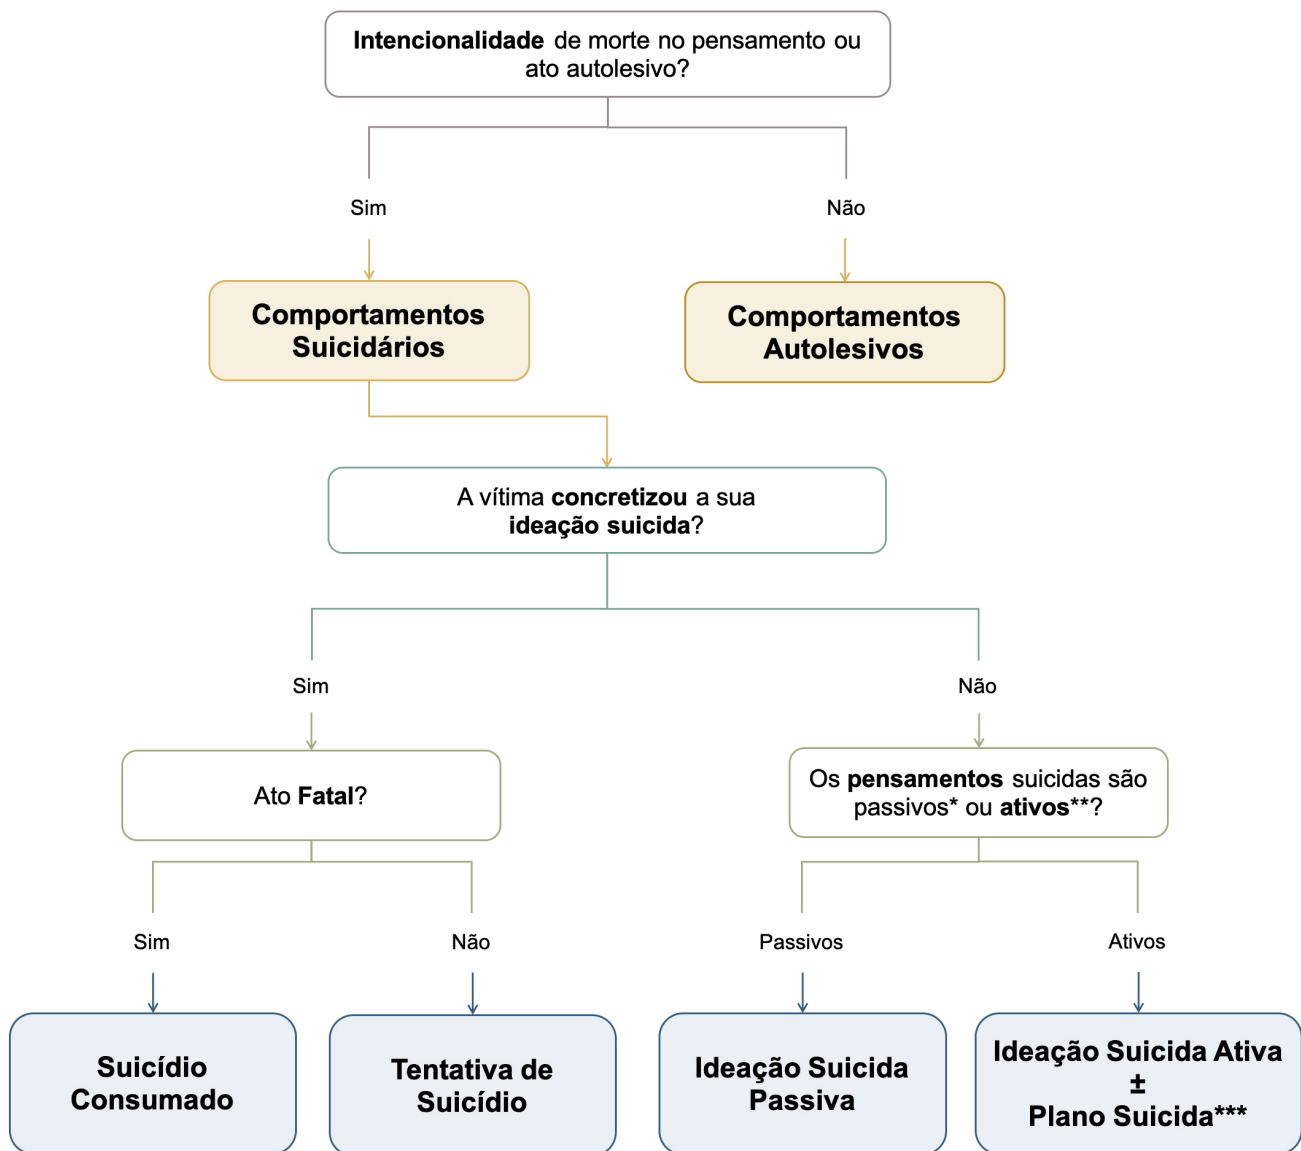 Intencionalidade de morte no pensamento ou
ato autolesivo?
Sim
Não
Comportamentos
Suicidários
Comportamentos
Autolesivos
A vítima concretizou a sua
ideação suicida?
Sim
Não
Ato Fatal?
Os pensamentos suicidas são
passivos* ou ativos**?
Sim
Não
Passivos
Ativos
Suicídio
Consumado
Tentativa de
Suicídio
Ideação Suicida
Passiva
Ideação Suicida Ativa
±
Plano Suicida***